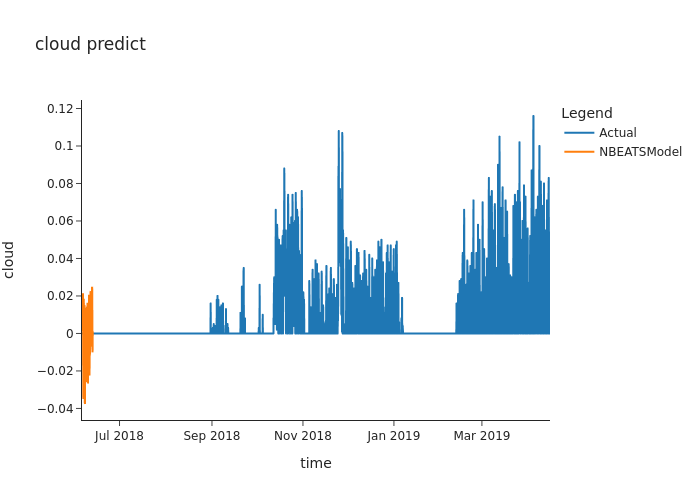 cloud predict
Legend
Actual
NBEATSModel
cloud
0.12
0.1
0.08
0.06
0.04
0.02
0
−0.02
−0.04
Jul 2018
Sep 2018
Nov 2018
Jan 2019
Mar 2019
time